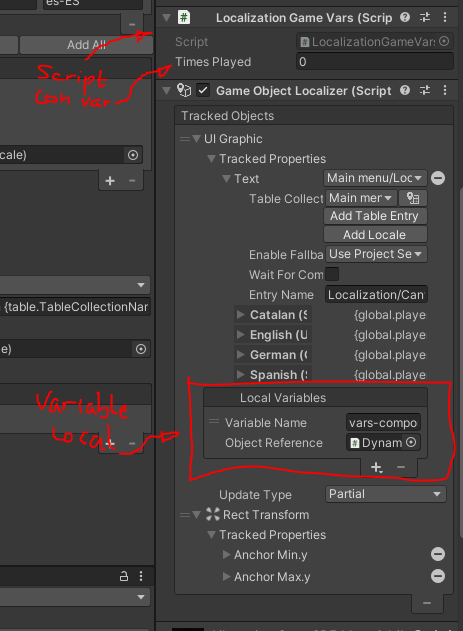 es-ES
Localization Game Vars (Scrip
Add All
Script
LocalizationGameVars
Times Played
0
Script
con var
Game Object Localizer (Script
Tracked Objects
UI Graphic
Tracked Properties
cale)
Text
Main menu/Loc
Table Collect
Main mer
Add Table Entry
Add Locale
Enable Fallba
Use Project Se
Wait For Com
{table.TableCollectionNar
Entry Name
Localization/Can
Catalan (S
{global.playe
English (U
{global.playe
e)
German (G
{global.playe
Spanish (
{global.playe
Local Variables
Variable
Local
Variable Name
vars-compo
Object Reference
Dynam
Update Type
Partial
Rect Transform
Tracked Properties
Anchor Min.y
Anchor Max.y